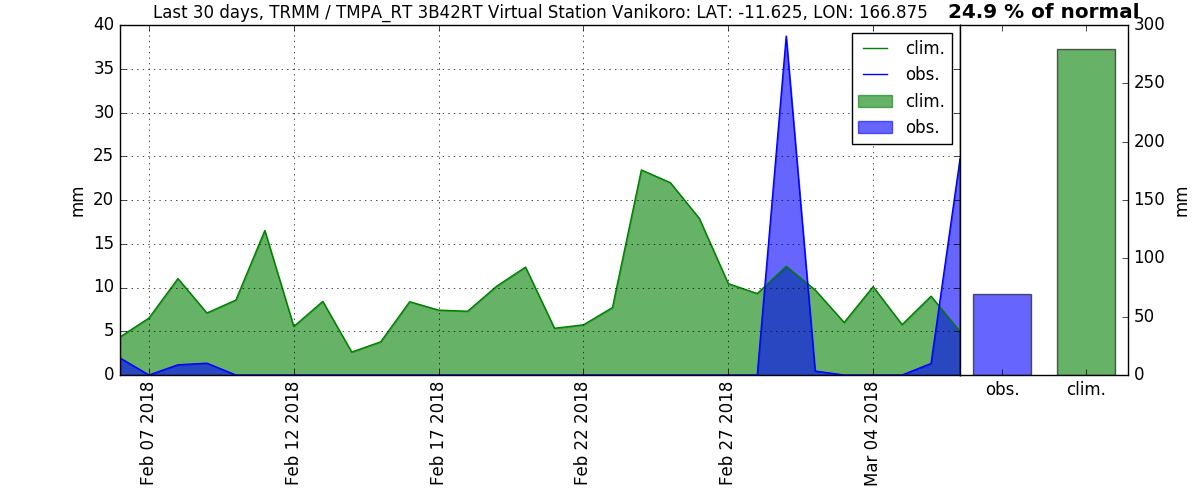 Last 30 days, TRMM / TMPA_RT 3B42RT Virtual Station Vanikoro: LAT: -11.625, LON: 166.875
24.9 % of normal
40
35
30
25
20
15
10
5
0
mm
clim.
obs.
clim.
obs.
Feb 07 2018
Feb 12 2018
Feb 17 2018
Feb 22 2018
Feb 27 2018
Mar 04 2018
300
250
200
150
100
50
0
mm
obs.
clim.